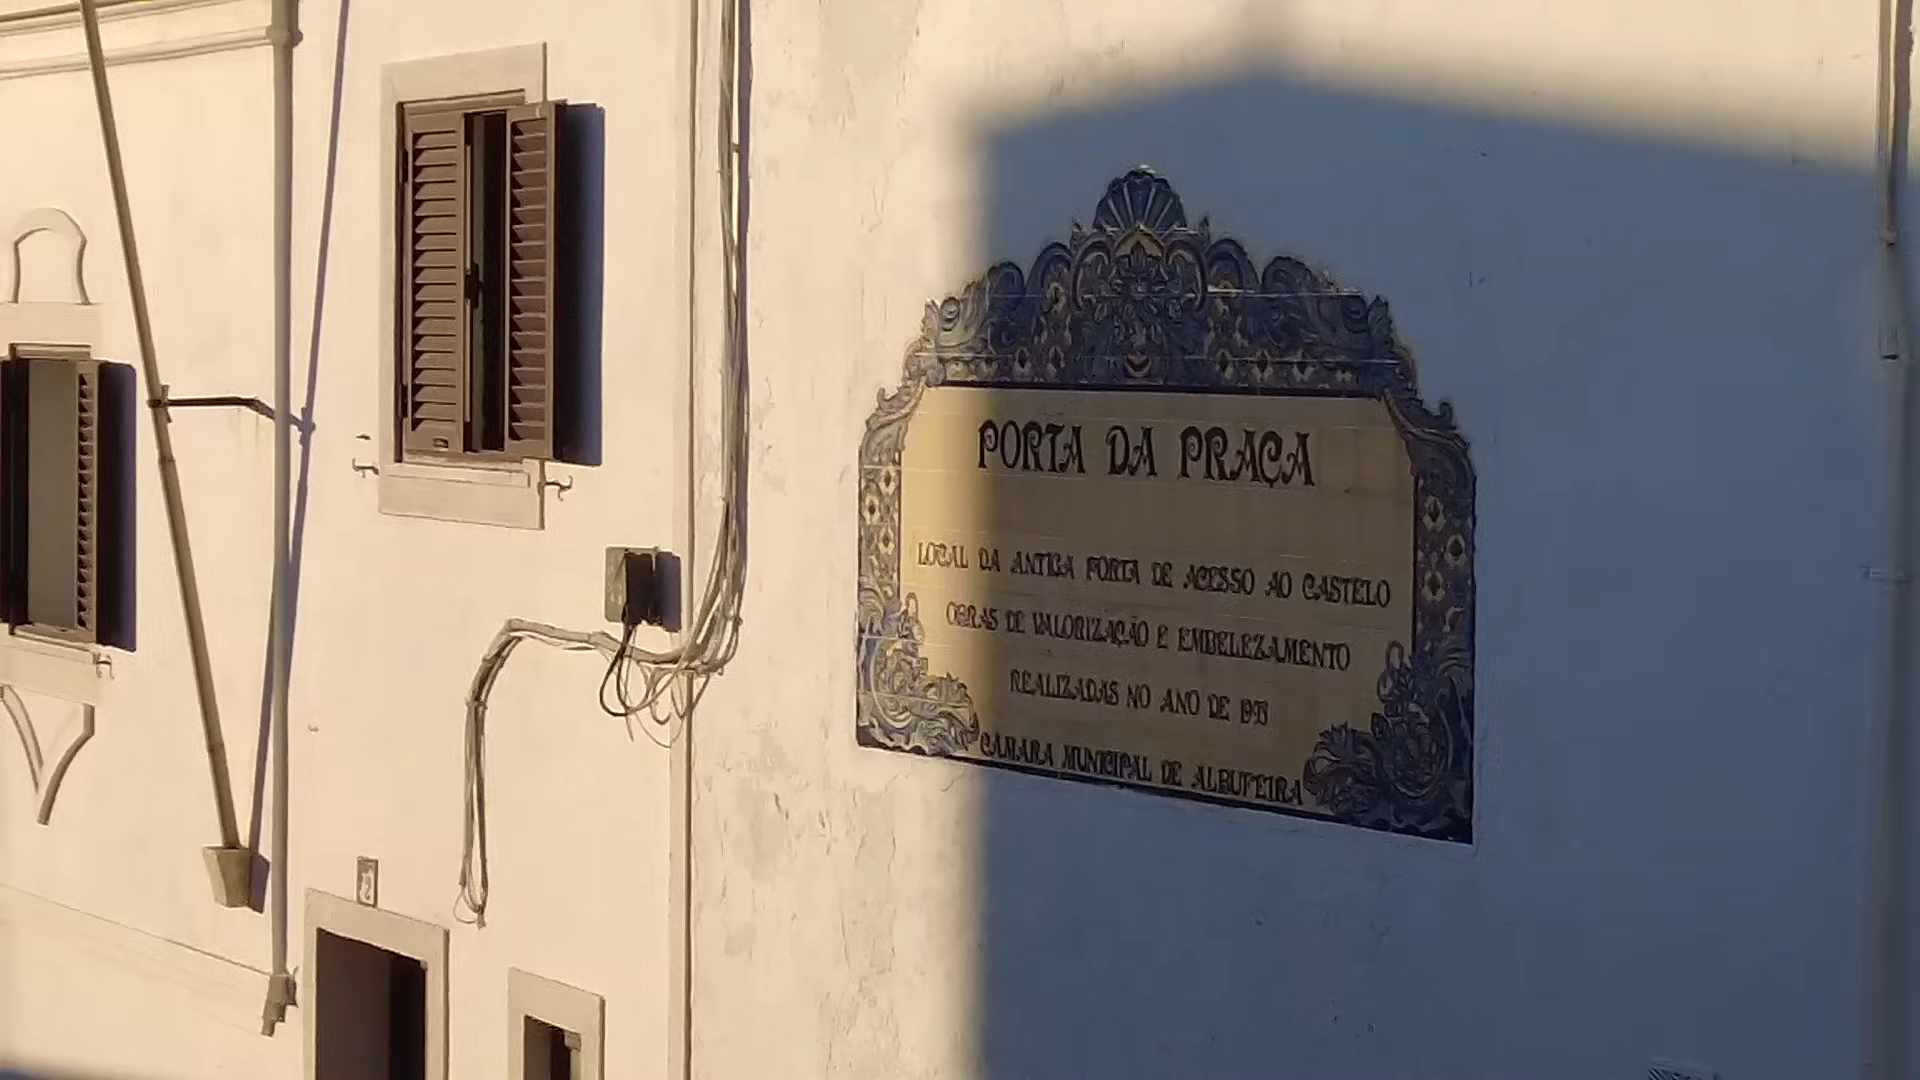 PORTA DA PRAÇA
LOCAL DA ANTIGA PORTA DE ACESSO AO CASTELO
OBRAS DE VALORIZAÇÃO E EMBELEZAMENTO
REALIZADAS NO ANO DE
CÂMARA MUNICIPAL DE ALBUFEIRA